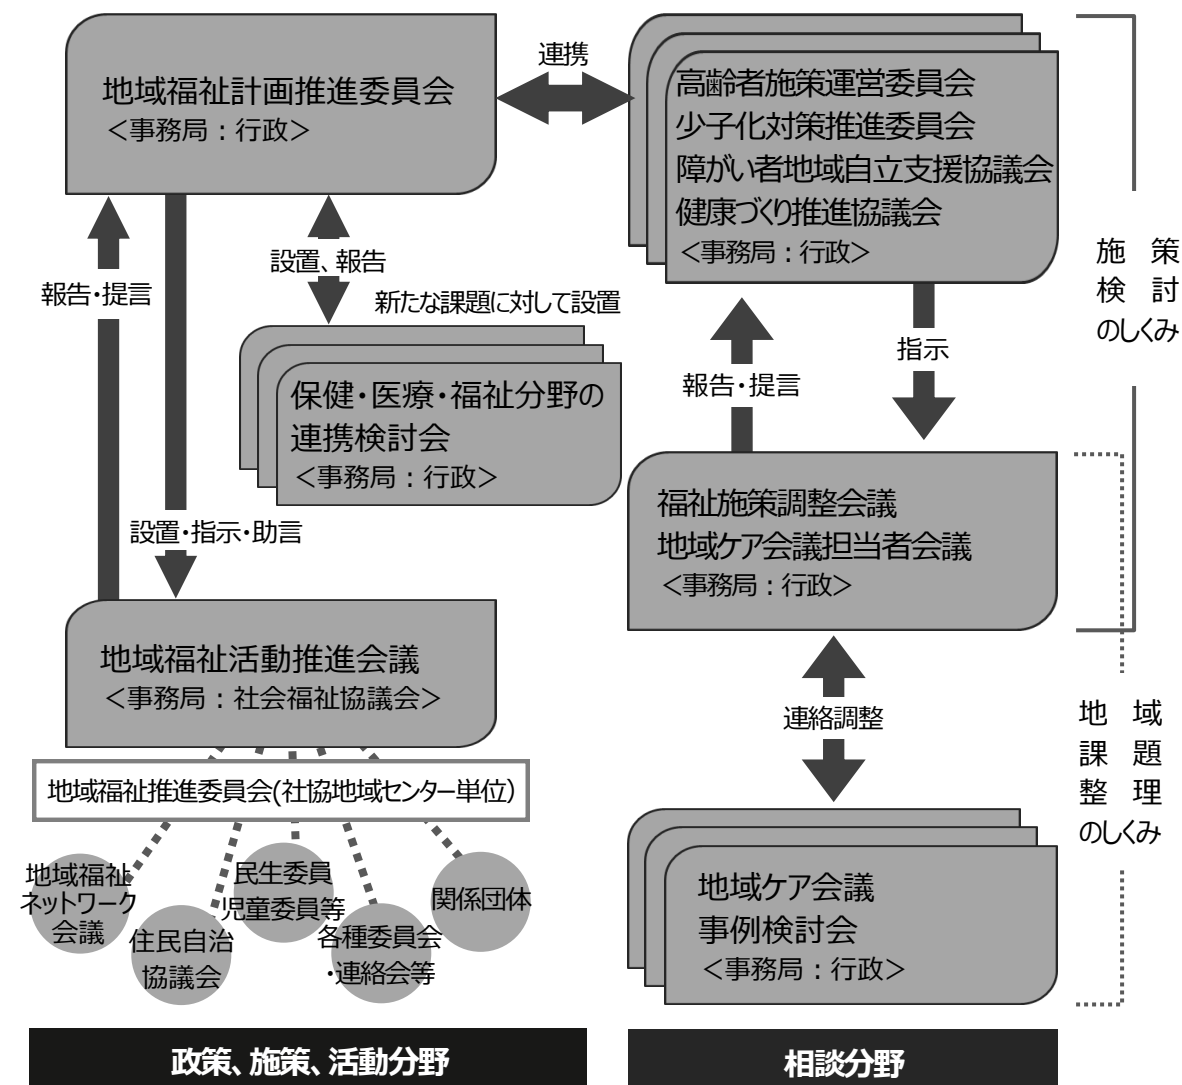 地域福祉計画推進委員会
＜事務局：行政＞
連携
高齢者施策運営委員会
少子化対策推進委員会
障がい者地域自立支援協議会
健康づくり推進協議会
＜事務局：行政＞
施策
検討
のしくみ
報告・提言
設置、報告
新たな課題に対して設置
保健・医療・福祉分野の
連携検討会
＜事務局：行政＞
設置・指示・助言
報告・提言
指示
福祉施策調整会議
地域ケア会議担当者会議
＜事務局：行政＞
地域福祉活動推進会議
＜事務局：社会福祉協議会＞
連絡調整
地域
課題
整理
のしくみ
地域福祉推進委員会(社協地域センター単位)
地域福祉
ネットワーク
会議
住民自治
協議会
民生委員
児童委員等
各種委員会
・連絡会等
関係団体
地域ケア会議
事例検討会
＜事務局：行政＞
政策、施策、活動分野
相談分野